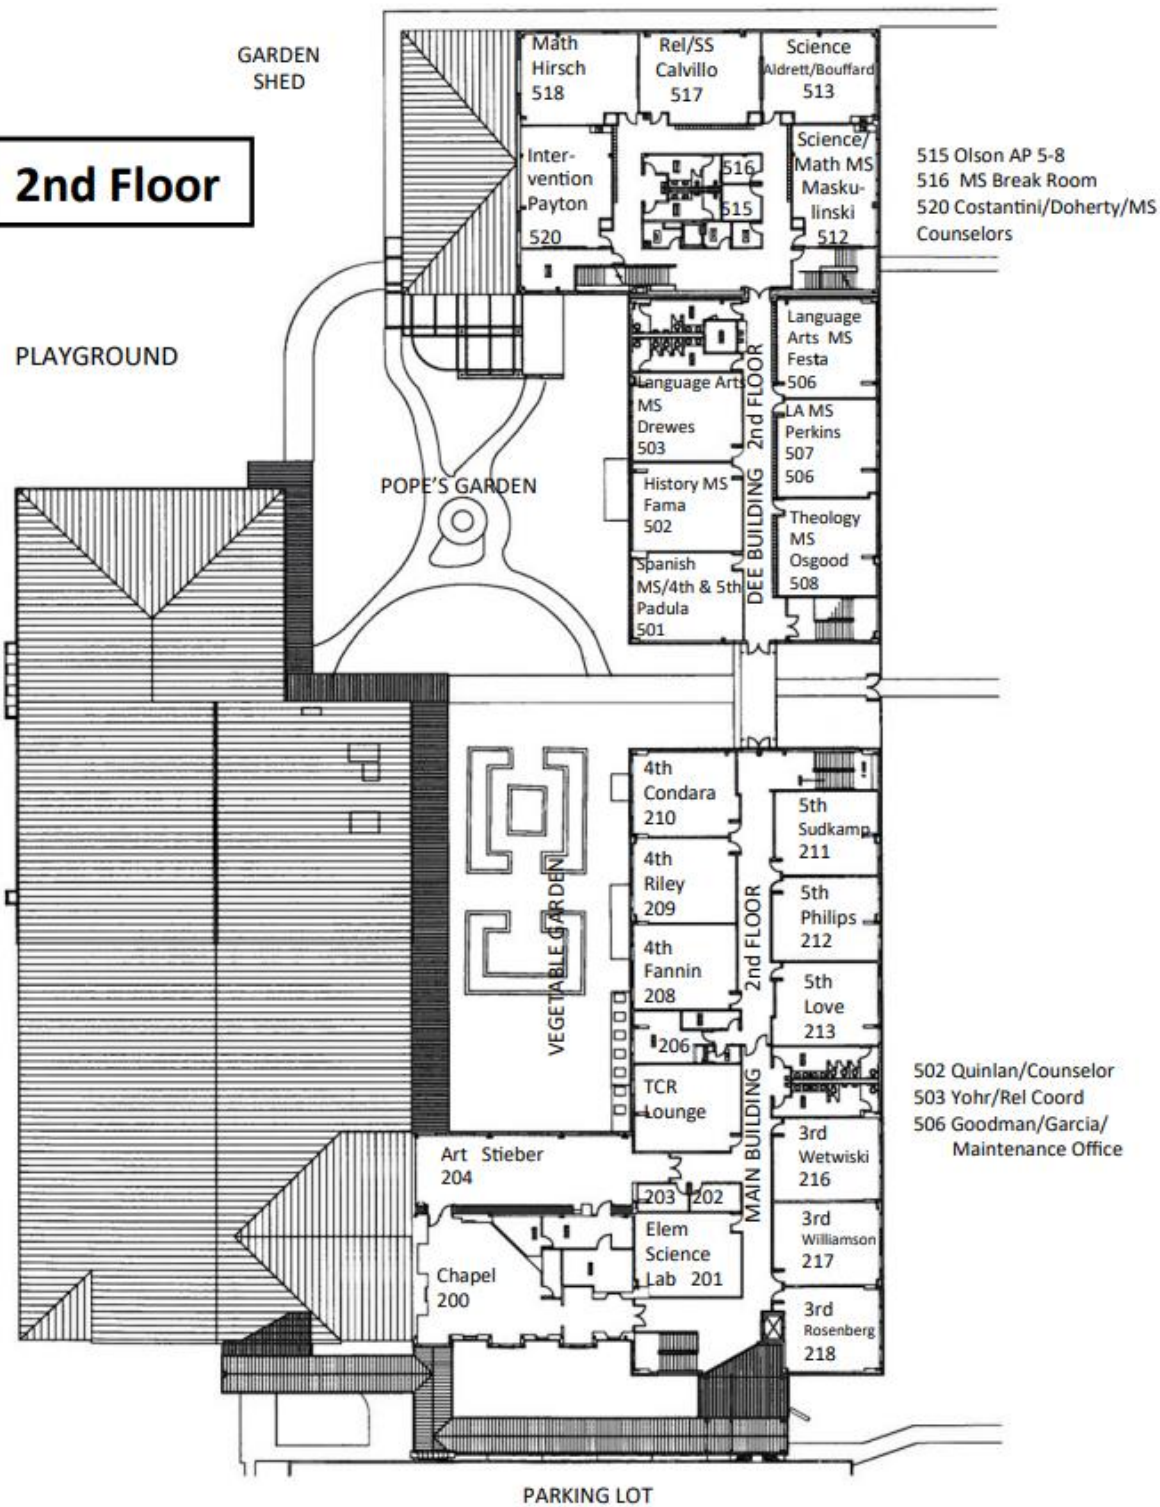 GARDEN
SHED
2nd Floor
Math
Hirsch
518
Rel/SS
Calvillo
517
Science
Aldrett/Bouffard
513
Inter-
vention
Payton
520
516
515
Science/
Math MS
Masku-
linski
512
515 Olson AP 5-8
516 MS Break Room
520 Costantini/Doherty/MS
Counselors
PLAYGROUND
Language
Arts MS
Festa
506
Language Arts
MS
Drewes
503
DEE BUILDING 2nd FLOOR
LA MS
Perkins
507
506
POPE'S GARDEN
History MS
Fama
502
Theology
MS
Osgood
508
Spanish
MS/4th & 5th
Padula
501
4th
Condara
210
5th
Sudkamp
211
4th
Riley
209
5th
Philips
212
VEGETABLE GARDEN
4th
Fannin
208
MAIN BUILDING 2nd FLOOR
5th
Love
213
206
TCR
Lounge
502 Quinlan/Counselor
503 Yohr/Rel Coord
506 Goodman/Garcia/
Maintenance Office
Art Stieber
204
3rd
Wetwiski
216
203
202
Elem
Science
Lab 201
3rd
Williamson
217
Chapel
200
3rd
Rosenberg
218
PARKING LOT